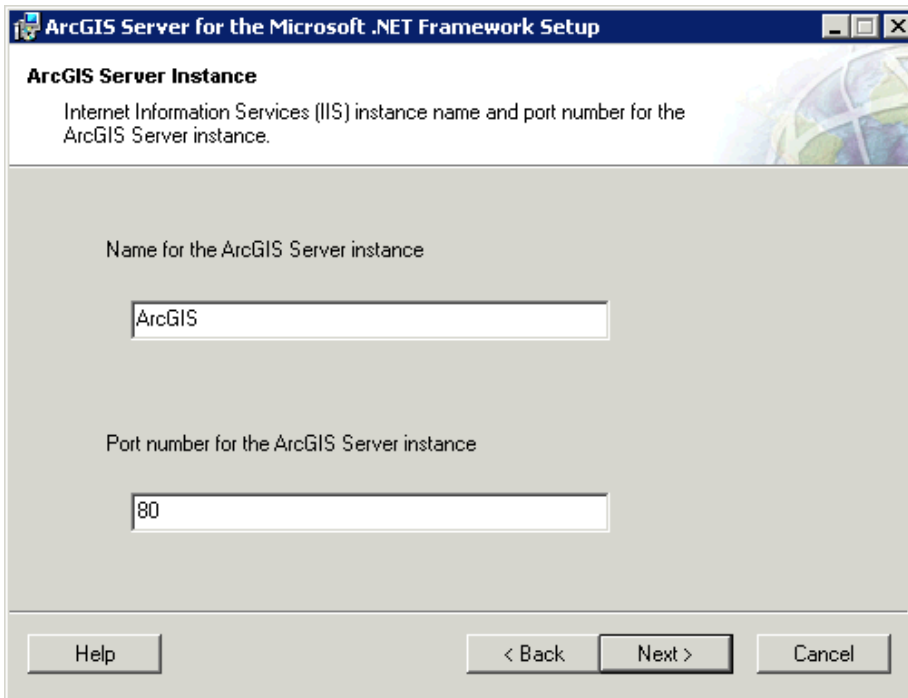 ArcGIS Server for the Microsoft .NET Framework Setup
ArcGIS Server Instance
Internet Information Services (IIS) instance name and port number for the
ArcGIS Server instance.
Name for the ArcGIS Server instance
ArcGIS
Port number for the ArcGIS Server instance
80
Help
< Back
Next >
Cancel